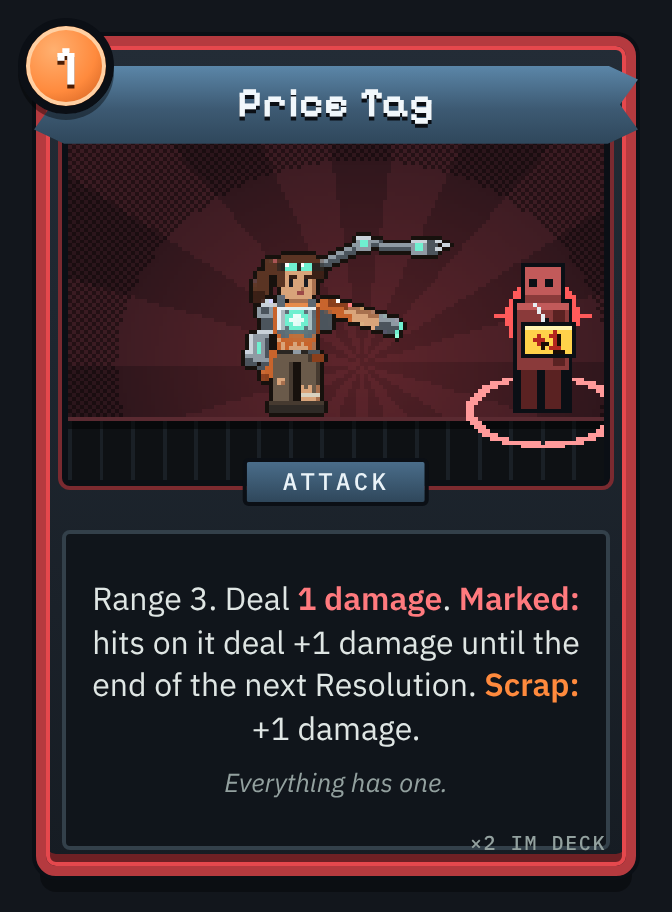 1
Price Tag
+1
ATTACK
Range 3. Deal 1 damage. Marked:
hits on it deal +1 damage until the
end of the next Resolution. Scrap:
+1 damage.
Everything has one.
×2 IM DECK